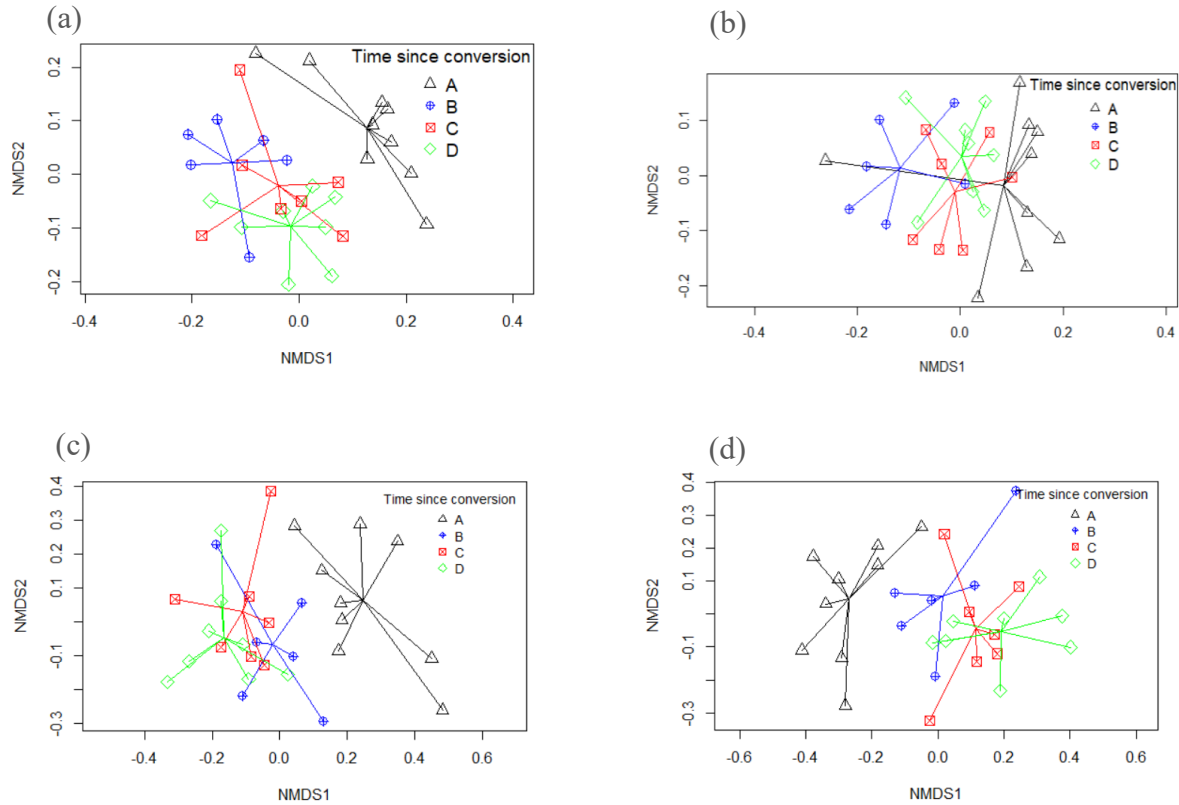 (a)
Time since conversion
A
B
C
D
NMDS2
0.2
0.1
0.0
-0.1
-0.2
-0.4 -0.2 0.0 0.2 0.4
NMDS1
(b)
Time since conversion
A
B
C
D
NMDS2
0.1
0.0
-0.1
-0.2
-0.4 -0.2 0.0 0.2 0.4
NMDS1
(c)
Time since conversion
A
B
C
D
NMDS2
0.4
0.3
0.1
-0.1
-0.3
-0.4 -0.2 0.0 0.2 0.4 0.6
NMDS1
(d)
Time since conversion
A
B
C
D
NMDS2
0.4
0.3
0.1
-0.1
-0.3
-0.6 -0.4 -0.2 0.0 0.2 0.4 0.6
NMDS1